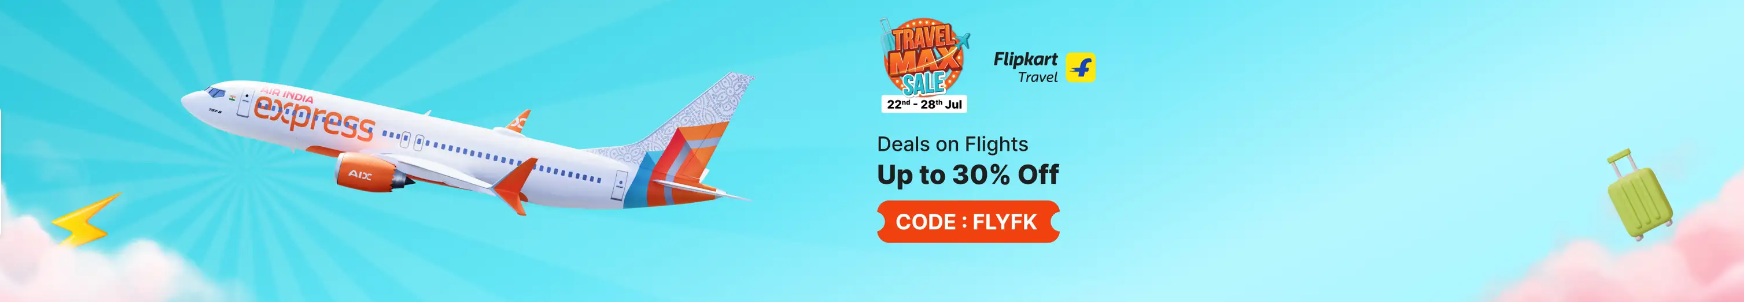 AIR INDIA
express
AIX
TRAVEL
MAX
SALE
22nd - 28th Jul
Flipkart
Travel
Deals on Flights
Up to 30% Off
CODE : FLYFK